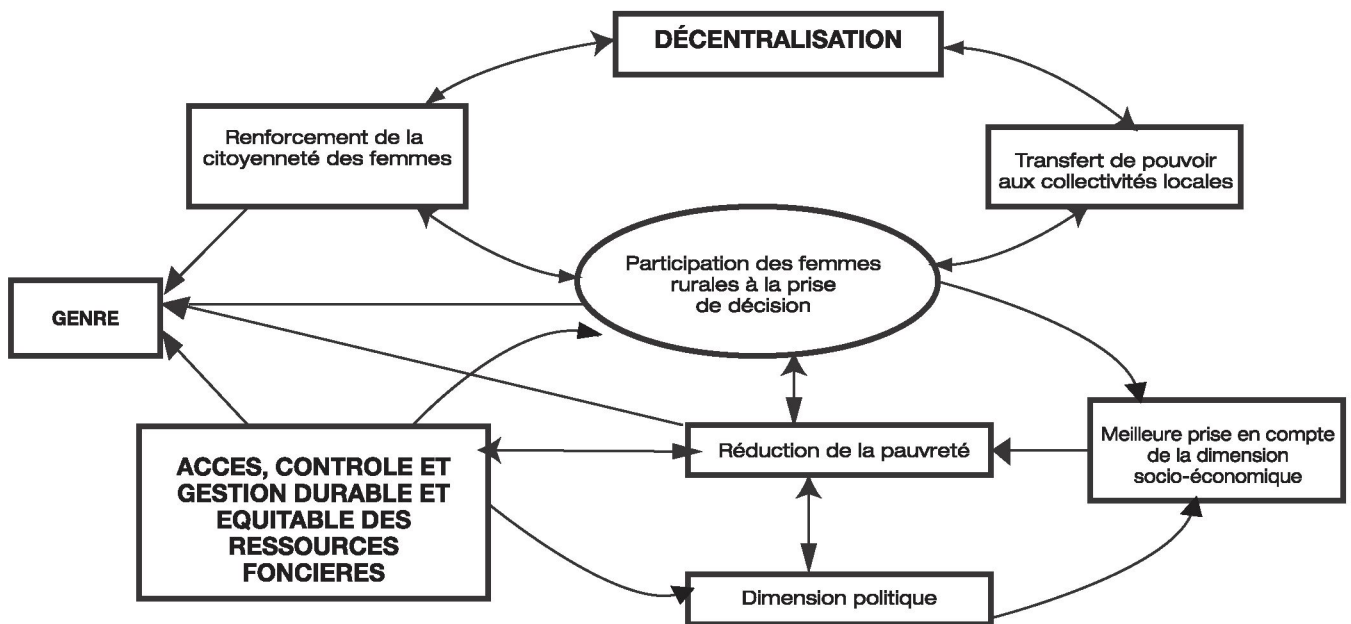 DÉCENTRALISATION
Renforcement de la
citoyenneté des femmes
Transfert de pouvoir
aux collectivités locales
Participation des femmes
rurales à la prise
de décision
GENRE
ACCES, CONTROLE ET
GESTION DURABLE ET
EQUITABLE DES
RESSOURCES
FONCIERES
Réduction de la pauvreté
Meilleure prise en compte
de la dimension
socio-économique
Dimension politique